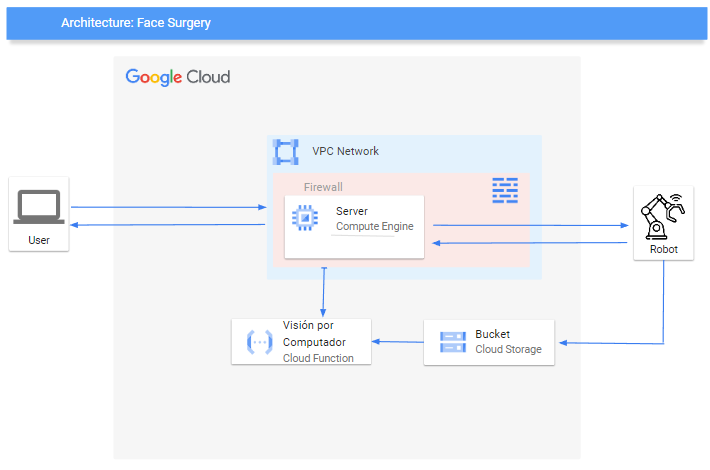 Architecture: Face Surgery
Google Cloud
VPC Network
Firewall
Server
Compute Engine
User
Robot
Visión por
Computador
Cloud Function
Bucket
Cloud Storage